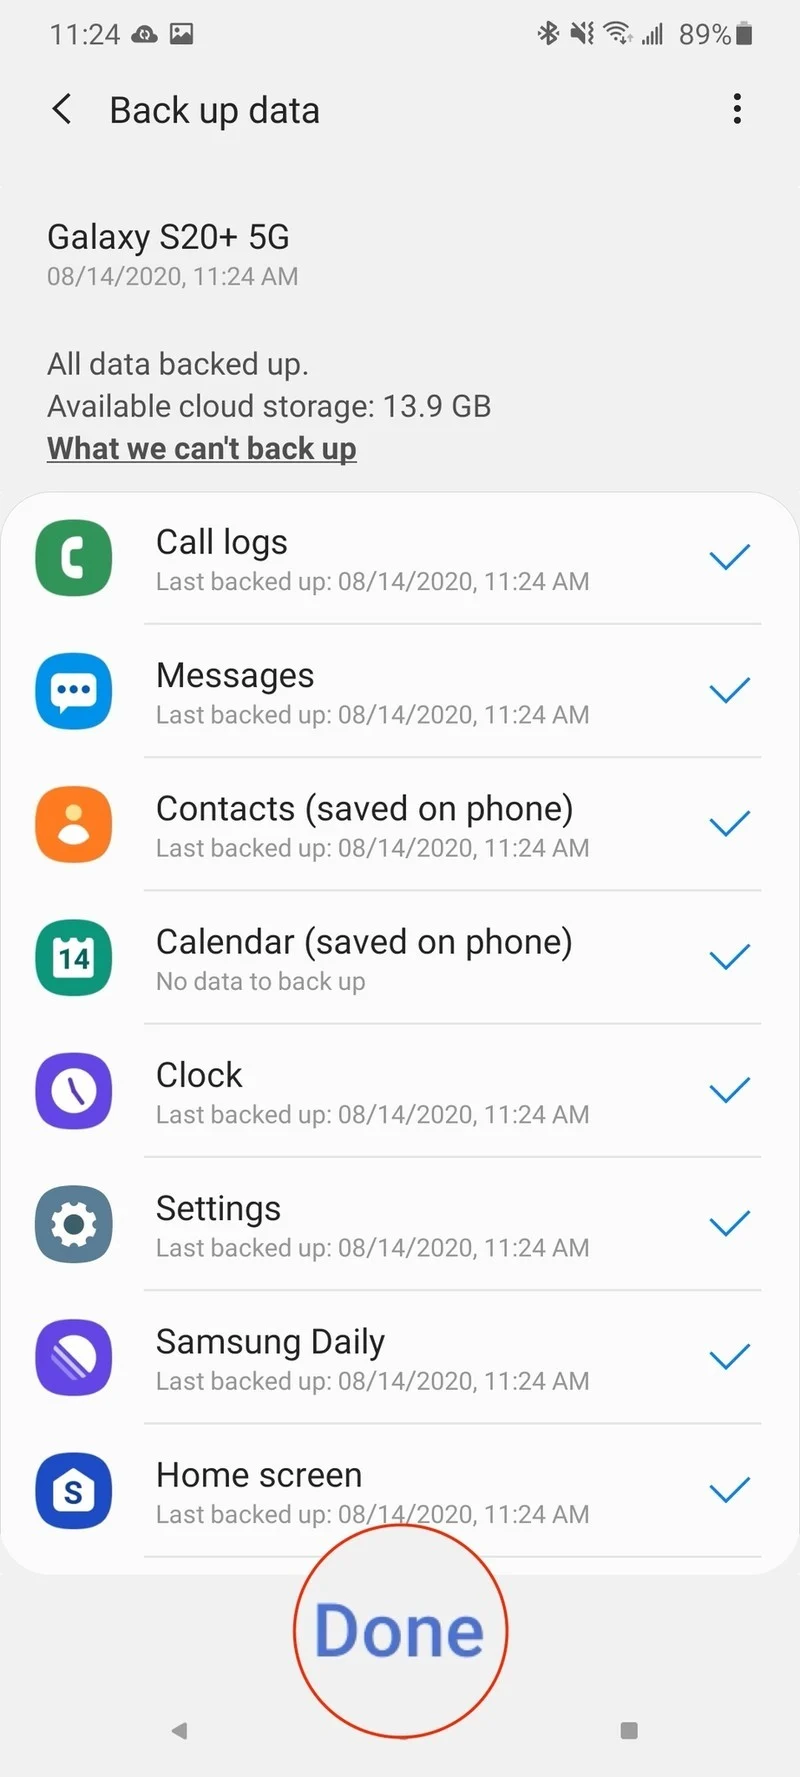 11:24 89%
Back up data
Galaxy S20+ 5G
08/14/2020, 11:24 AM
All data backed up.
Available cloud storage: 13.9 GB
What we can't back up
Call logs
Last backed up: 08/14/2020, 11:24 AM
Messages
Last backed up: 08/14/2020, 11:24 AM
Contacts (saved on phone)
Last backed up: 08/14/2020, 11:24 AM
14
Calendar (saved on phone)
No data to back up
Clock
Last backed up: 08/14/2020, 11:24 AM
Settings
Last backed up: 08/14/2020, 11:24 AM
Samsung Daily
Last backed up: 08/14/2020, 11:24 AM
S
Home screen
Last backed up: 08/14/2020, 11:24 AM
Done